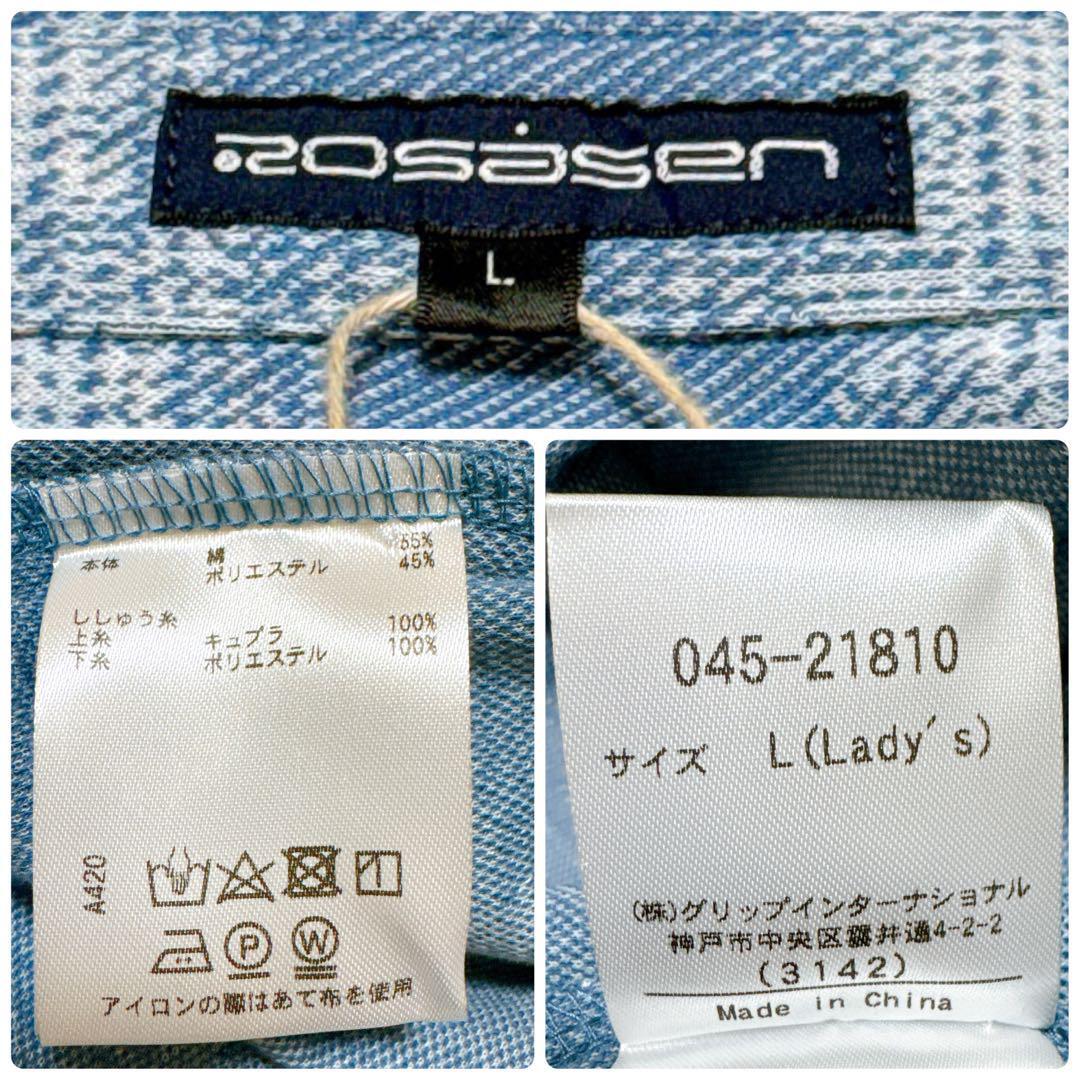 ROSÁSEN
L
本体 綿 55%
ポリエステル 45%
ししゅう糸
上糸 キュプラ 100%
下糸 ポリエステル 100%
A420
P W
アイロンの際はあて布を使用
045-21810
サイズ L(Lady's)
(株)グリップインターナショナル
神戸市中央区磯井通4-2-2
(3142)
Made in China